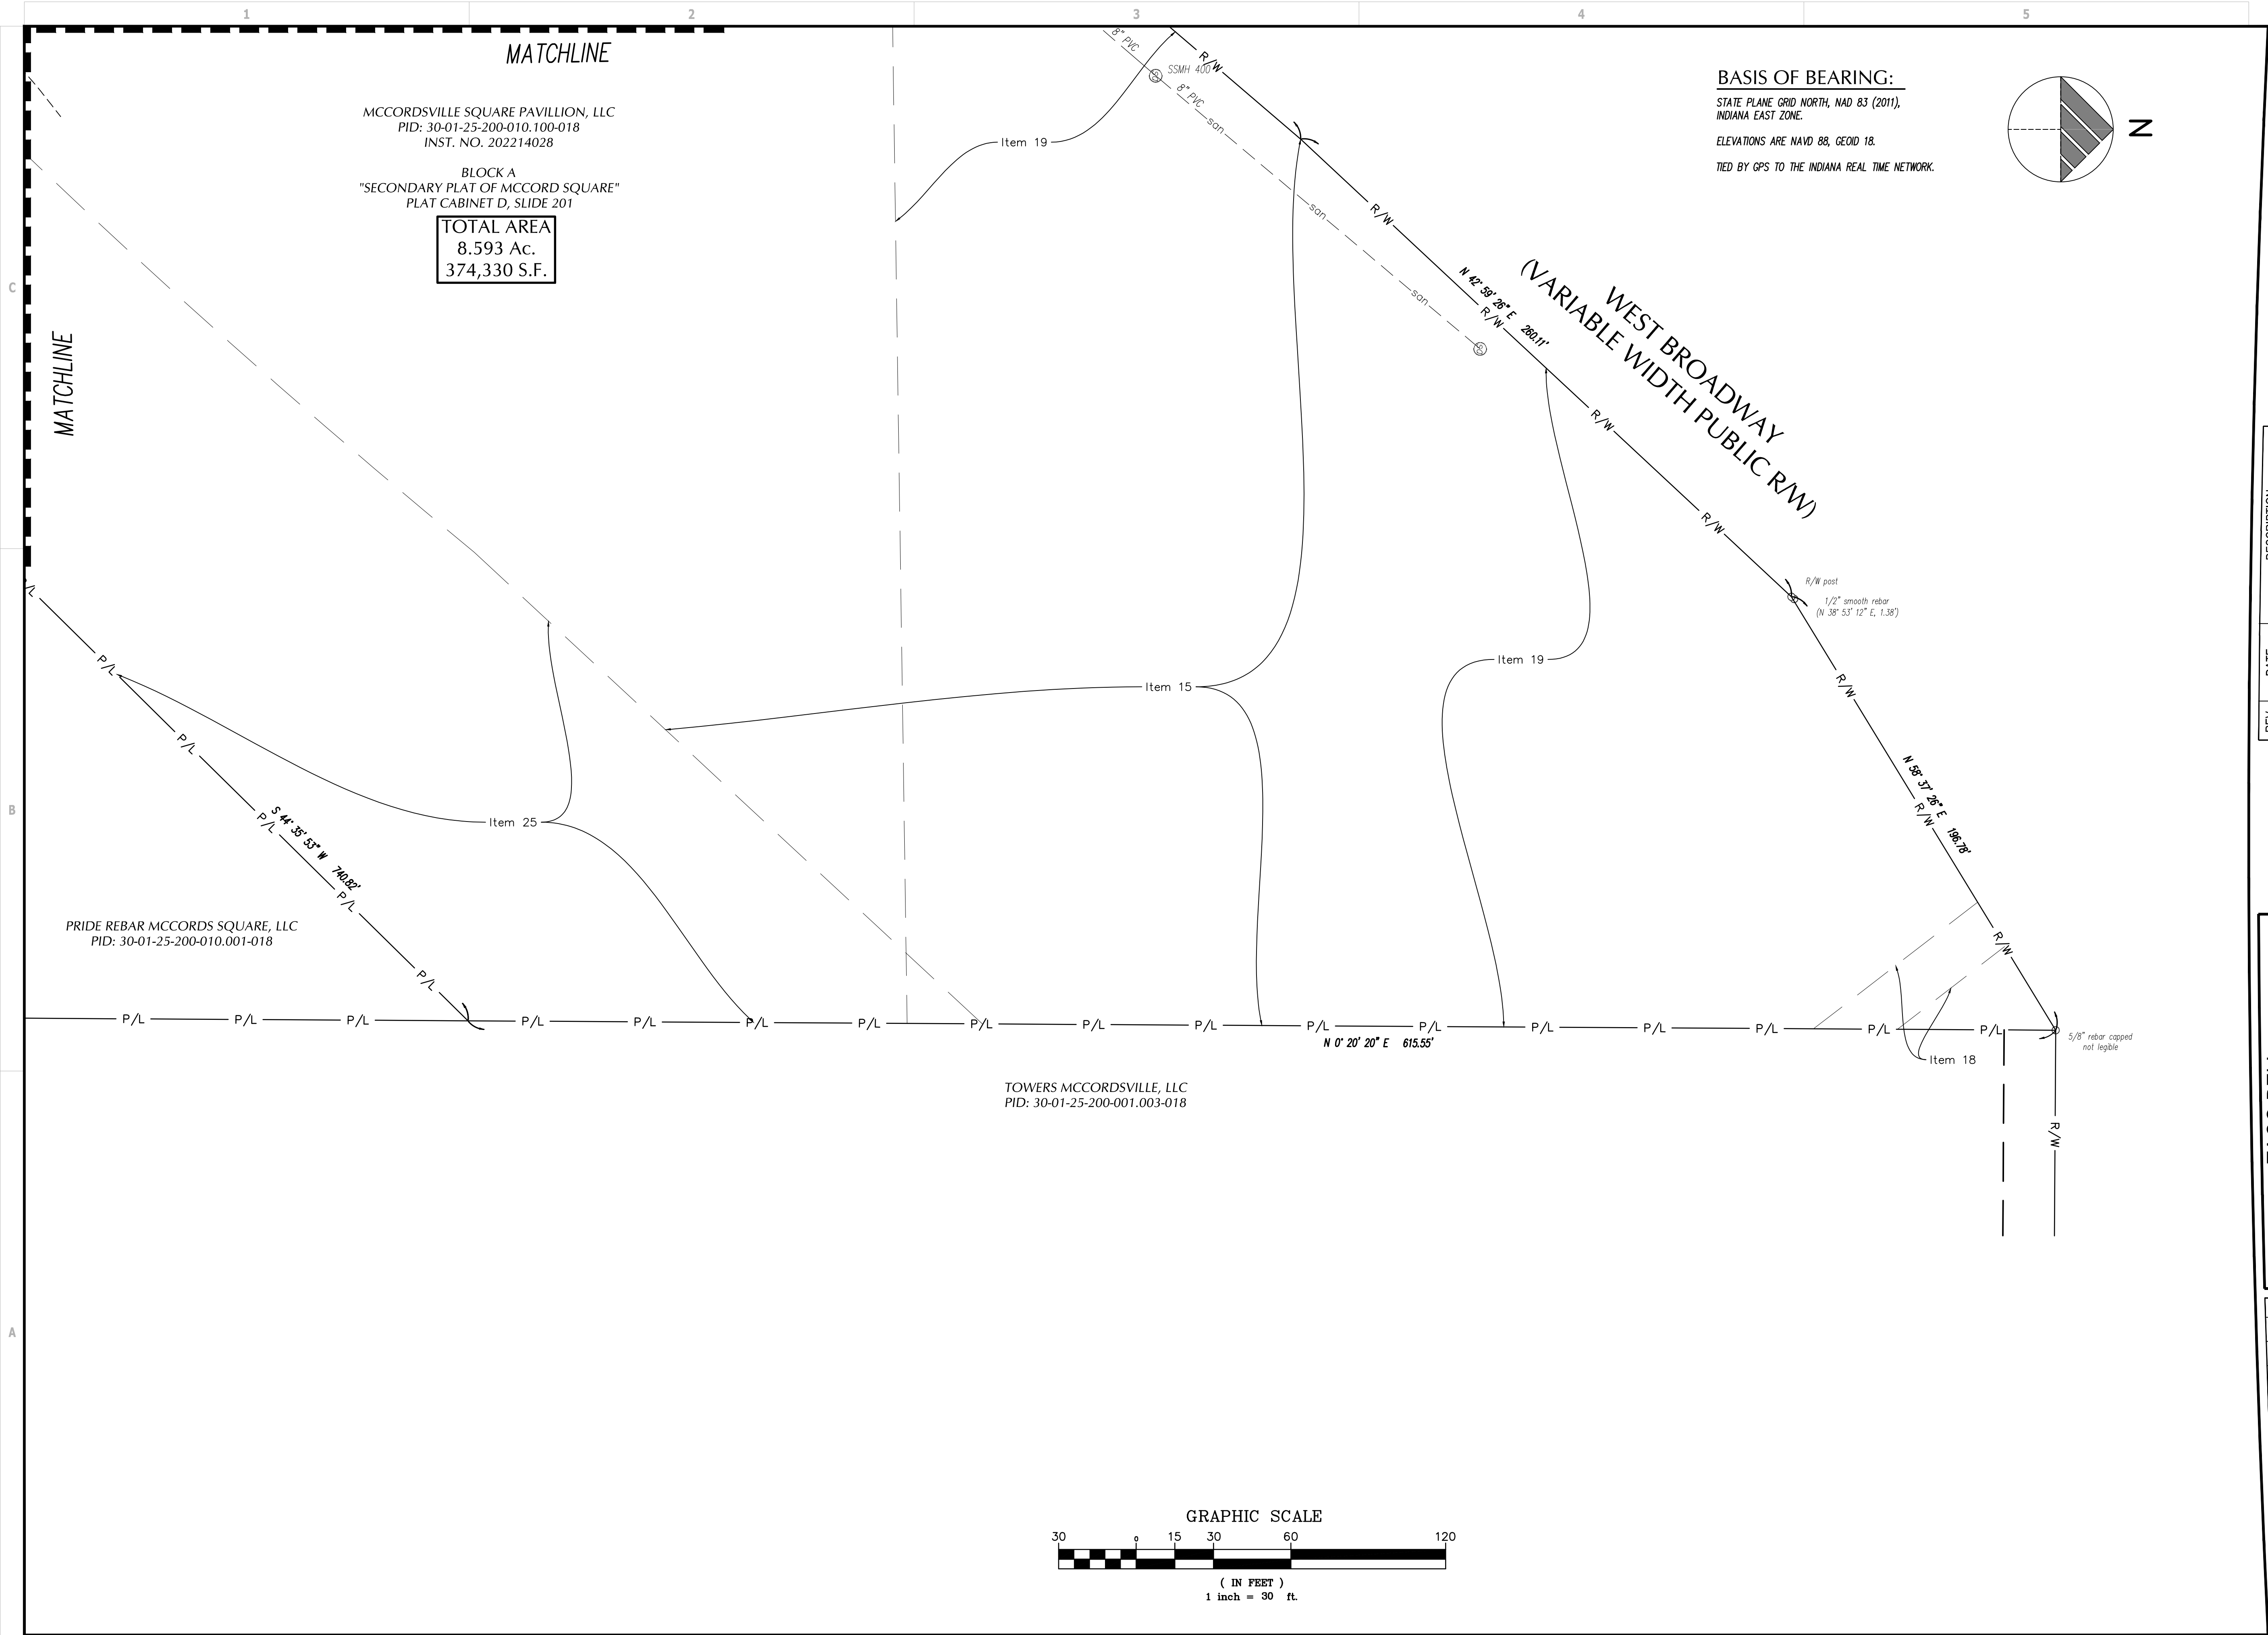 1 2 3 4 5
MATCHLINE
MCCORDSVILLE SQUARE PAVILLION, LLC
PID: 30-01-25-200-010.100-018
INST. NO. 202214028
BLOCK A
"SECONDARY PLAT OF MCCORD SQUARE"
PLAT CABINET D, SLIDE 201
TOTAL AREA
8.593 Ac.
374,330 S.F.
8" PVC
SSMH 400
R/W
8" PVC
san
Item 19
BASIS OF BEARING:
STATE PLANE GRID NORTH, NAD 83 (2011),
INDIANA EAST ZONE.
ELEVATIONS ARE NAVD 88, GEOID 18.
TIED BY GPS TO THE INDIANA REAL TIME NETWORK.
N
san
R/W
C
san
N 42° 59' 26" E 260.11'
R/W
WEST BROADWAY
(VARIABLE WIDTH PUBLIC R/W)
MATCHLINE
R/W
R/W
R/W post
1/2" smooth rebar
(N 38° 53' 12" E, 1.38')
DATE
P/L
Item 19
Item 15
R/W
P/L
P/L
B
Item 25
S 44° 35' 53" W 740.82'
P/L
P/L
N 58° 37' 26" E 196.78'
R/W
PRIDE REBAR MCCORDS SQUARE, LLC
PID: 30-01-25-200-010.001-018
R/W
P/L
P/L P/L P/L P/L P/L P/L P/L P/L P/L P/L P/L P/L P/L P/L P/L P/L P/L
N 0° 20' 20" E 615.55'
5/8" rebar capped
not legible
Item 18
TOWERS MCCORDSVILLE, LLC
PID: 30-01-25-200-001.003-018
R/W
A
GRAPHIC SCALE
30 0 15 30 60 120
( IN FEET )
1 inch = 30 ft.